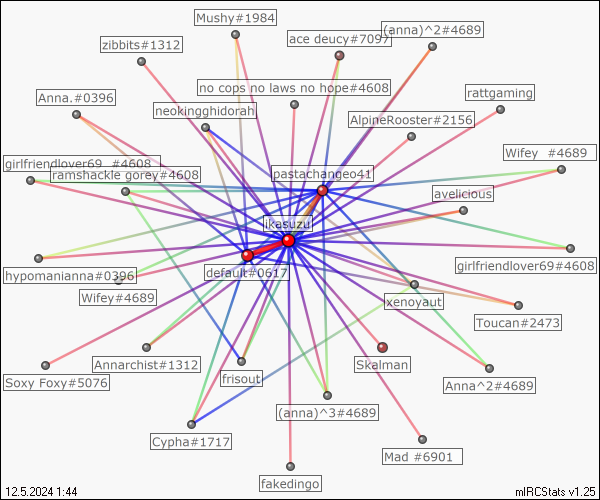 Mushy#1984
(anna)^2#4689
ace deucy#7097
zibbits#1312
no cops no laws no hope#4608
rattgaming
Anna.#0396
neokingghidorah
AlpineRooster#2156
Wifey  #4689
girlfriendlover69  #4608
ramshackle gorey#4608
pastachangeo41
avelicious
ikasuzu
girlfriendlover69#4608
hypomanianna#0396
default#0617
Wifey#4689
xenoyaut
Toucan#2473
Annarchist#1312
Skalman
Soxy Foxy#5076
frisout
Anna^2#4689
(anna)^3#4689
Cypha#1717
Mad #6901
fakedingo
12.5.2024 1:44
mIRCStats v1.25